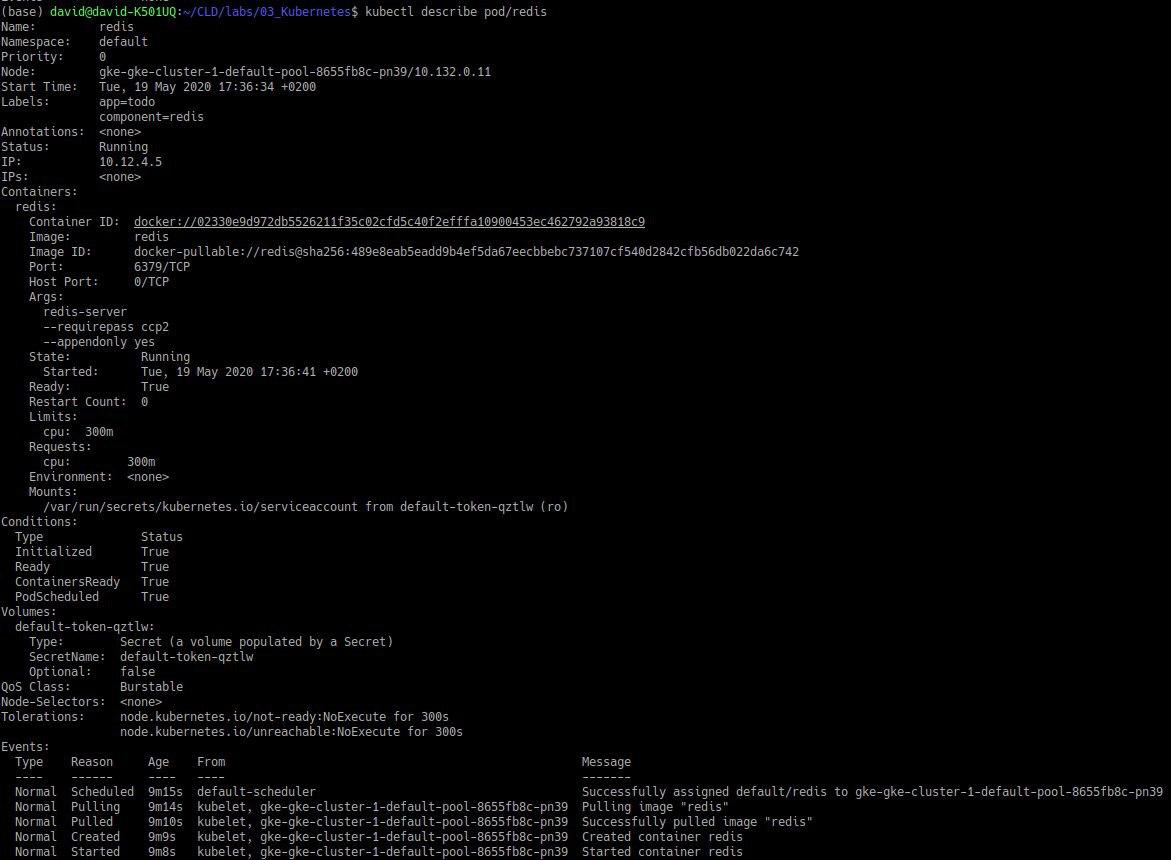 (base) david@david-K501UQ:~/CLD/labs/03_Kubernetes$ kubectl describe pod/redis
Name:         redis
Namespace:    default
Priority:     0
Node:         gke-gke-cluster-1-default-pool-8655fb8c-pn39/10.132.0.11
Start Time:   Tue, 19 May 2020 17:36:34 +0200
Labels:       app=todo
              component=redis
Annotations:  <none>
Status:       Running
IP:           10.12.4.5
IPs:          <none>
Containers:
  redis:
    Container ID:  docker://02330e9d972db5526211f35c02cfd5c40f2efffa10900453ec462792a93818c9
    Image:         redis
    Image ID:      docker-pullable://redis@sha256:489e8eab5eadd9b4ef5da67eecbbebc737107cf540d2842cfb56db022da6c742
    Port:          6379/TCP
    Host Port:     0/TCP
    Args:
      redis-server
      --requirepass ccp2
      --appendonly yes
    State:          Running
      Started:      Tue, 19 May 2020 17:36:41 +0200
    Ready:          True
    Restart Count:  0
    Limits:
      cpu:  300m
    Requests:
      cpu:        300m
    Environment:  <none>
    Mounts:
      /var/run/secrets/kubernetes.io/serviceaccount from default-token-qztlw (ro)
Conditions:
  Type              Status
  Initialized       True
  Ready             True
  ContainersReady   True
  PodScheduled      True
Volumes:
  default-token-qztlw:
    Type:        Secret (a volume populated by a Secret)
    SecretName:  default-token-qztlw
    Optional:    false
QoS Class:       Burstable
Node-Selectors:  <none>
Tolerations:     node.kubernetes.io/not-ready:NoExecute for 300s
                 node.kubernetes.io/unreachable:NoExecute for 300s
Events:
  Type    Reason     Age    From                                                   Message
  ----    ------     ----   ----                                                   -------
  Normal  Scheduled  9m15s  default-scheduler                                      Successfully assigned default/redis to gke-gke-cluster-1-default-pool-8655fb8c-pn39
  Normal  Pulling    9m14s  kubelet, gke-gke-cluster-1-default-pool-8655fb8c-pn39  Pulling image "redis"
  Normal  Pulled     9m10s  kubelet, gke-gke-cluster-1-default-pool-8655fb8c-pn39  Successfully pulled image "redis"
  Normal  Created    9m9s   kubelet, gke-gke-cluster-1-default-pool-8655fb8c-pn39  Created container redis
  Normal  Started    9m8s   kubelet, gke-gke-cluster-1-default-pool-8655fb8c-pn39  Started container redis